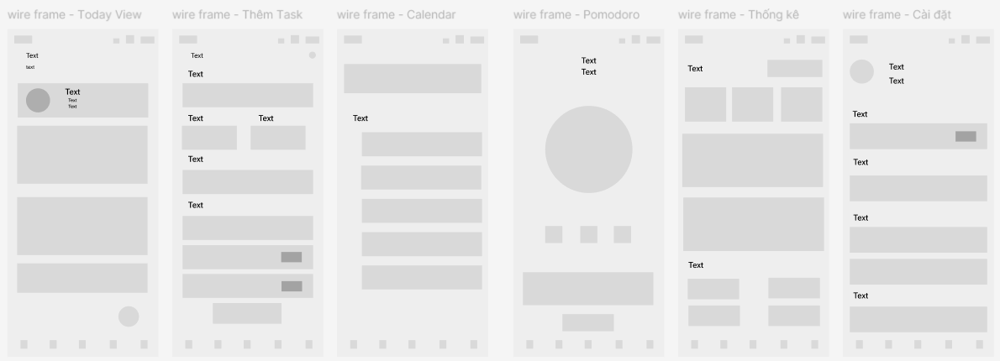 wire frame - Today View
Text
text
Text
Text
Text
wire frame - Thêm Task
Text
Text
Text
Text
Text
Text
wire frame - Calendar
Text
wire frame - Pomodoro
Text
Text
wire frame - Thống kê
Text
Text
wire frame - Cài đặt
Text
Text
Text
Text
Text
Text